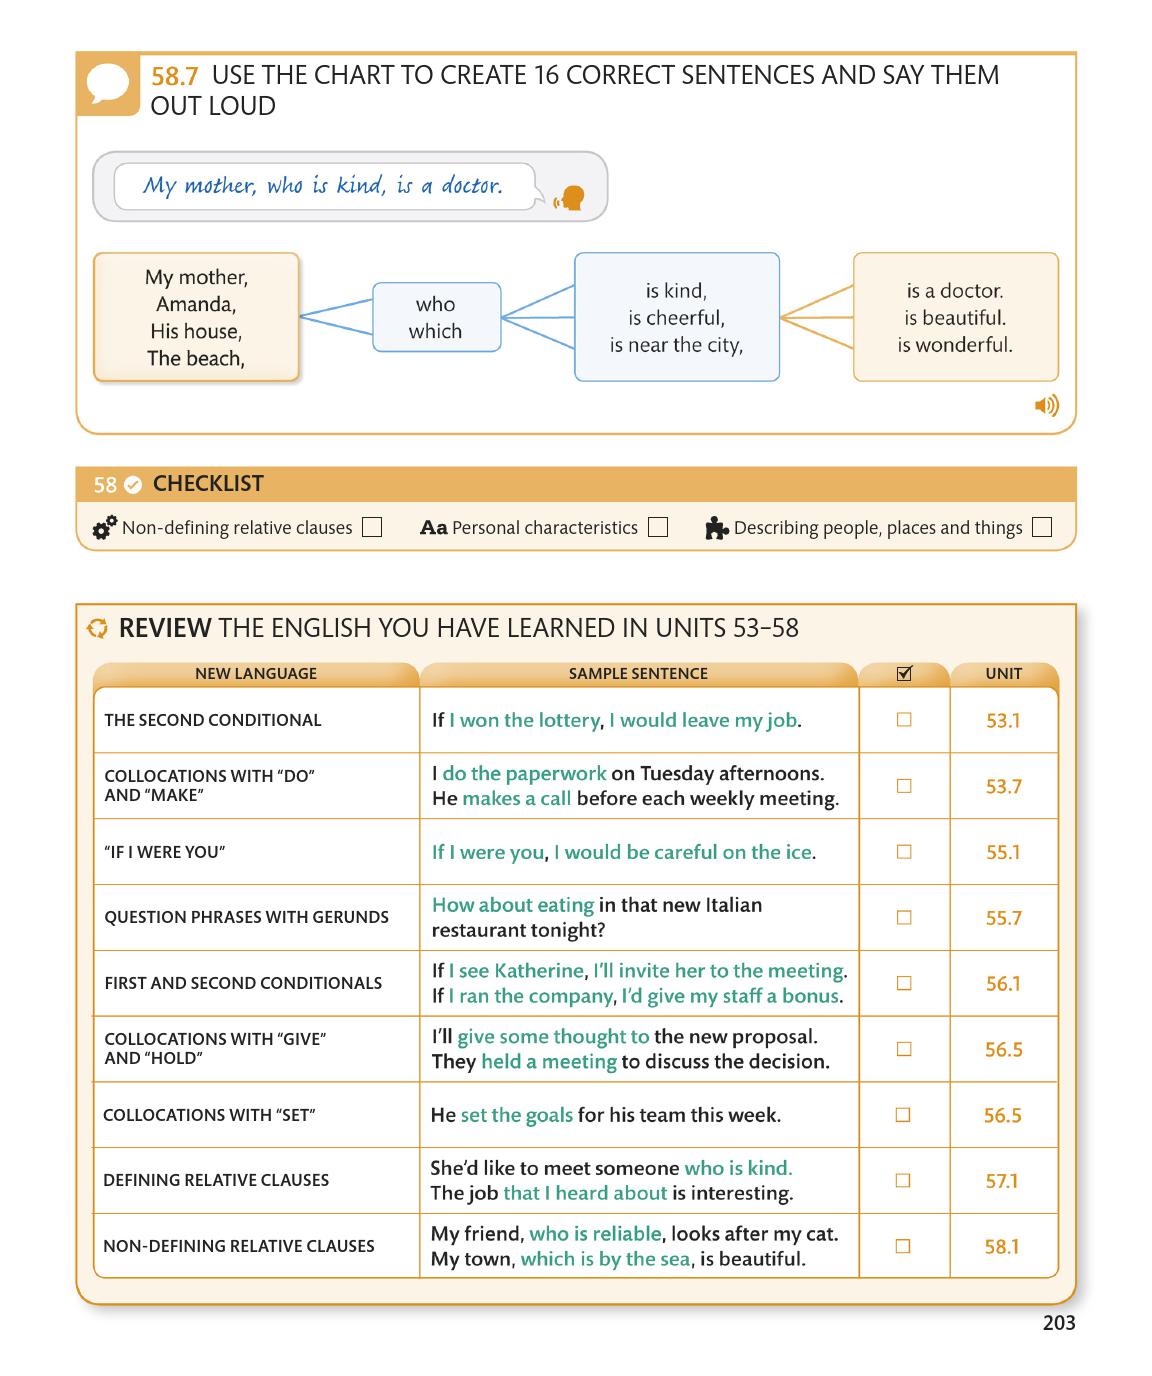 58.7 USE THE CHART TO CREATE 16 CORRECT SENTENCES AND SAY THEM
OUT LOUD
My mother, who is kind, is a doctor.
My mother,
Amanda,
His house,
The beach,
who
which
is kind,
is cheerful,
is near the city,
is a doctor.
is beautiful.
is wonderful.
58 CHECKLIST
Non-defining relative clauses
Aa Personal characteristics
Describing people, places and things
REVIEW THE ENGLISH YOU HAVE LEARNED IN UNITS 53–58
NEW LANGUAGE SAMPLE SENTENCE UNIT
THE SECOND CONDITIONAL
If I won the lottery, I would leave my job.
53.1
COLLOCATIONS WITH “DO”
AND “MAKE”
I do the paperwork on Tuesday afternoons.
He makes a call before each weekly meeting.
53.7
“IF I WERE YOU”
If I were you, I would be careful on the ice.
55.1
QUESTION PHRASES WITH GERUNDS
How about eating in that new Italian
restaurant tonight?
55.7
FIRST AND SECOND CONDITIONALS
If I see Katherine, I’ll invite her to the meeting.
If I ran the company, I’d give my staff a bonus.
56.1
COLLOCATIONS WITH “GIVE”
AND “HOLD”
I’ll give some thought to the new proposal.
They held a meeting to discuss the decision.
56.5
COLLOCATIONS WITH “SET”
He set the goals for his team this week.
56.5
DEFINING RELATIVE CLAUSES
She’d like to meet someone who is kind.
The job that I heard about is interesting.
57.1
NON-DEFINING RELATIVE CLAUSES
My friend, who is reliable, looks after my cat.
My town, which is by the sea, is beautiful.
58.1
203